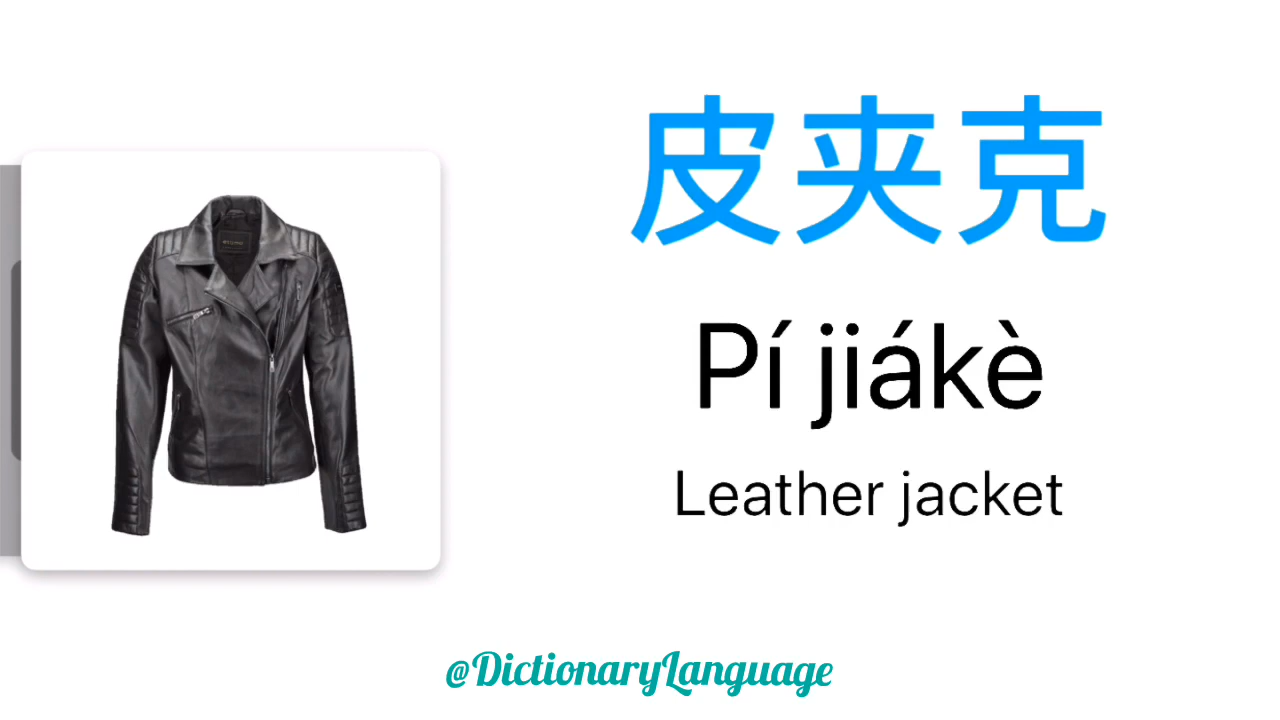 皮夹克
Pí jiákè
Leather jacket
@DictionaryLanguage